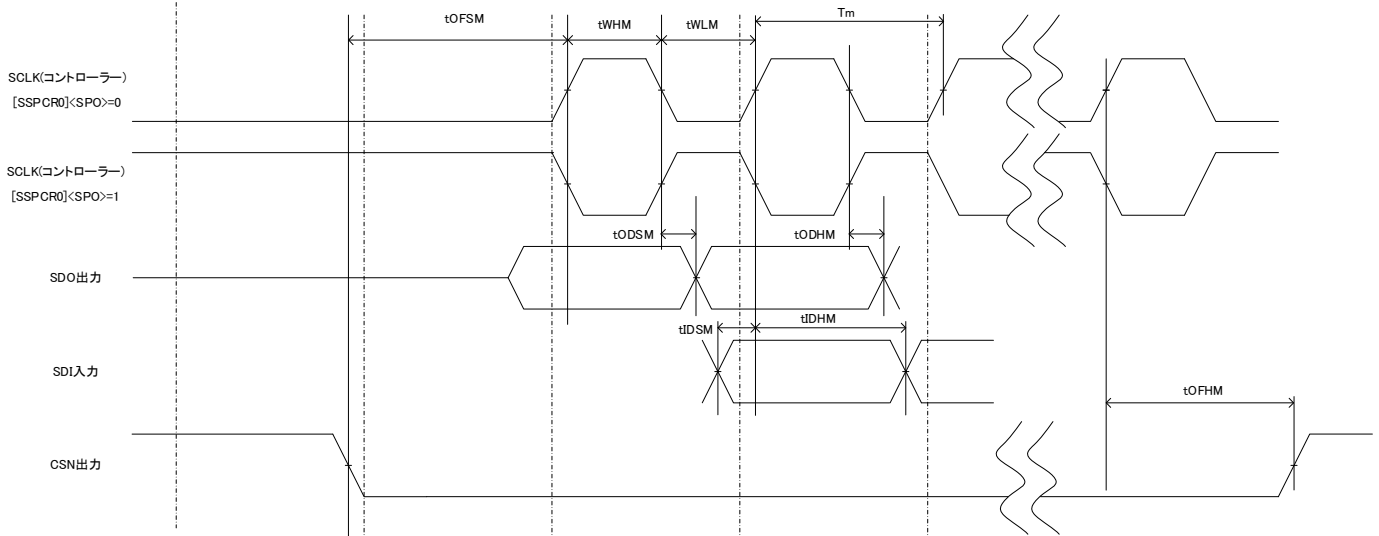 tOFSM
tWHM
tWLM
Tm
SCLK(コントローラー)
[SSPCR0]<SPO>=0
SCLK(コントローラー)
[SSPCR0]<SPO>=1
tODSM
tODHM
SDO出力
tIDSM
tIDHM
SDI入力
tOFHM
CSN出力